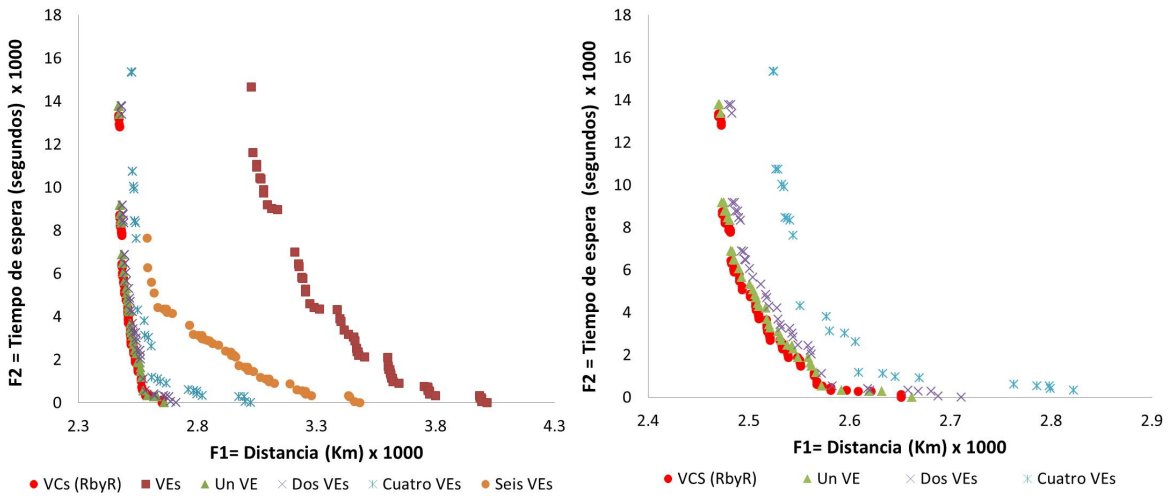 F2 = Tiempo de espera (segundos) x 1000
18
16
14
12
10
8
6
4
2
0
2.3
2.8
3.3
3.8
4.3
F1= Distancia (Km) x 1000
VCs (RbyR)
VEs
Un VE
Dos VEs
Cuatro VEs
Seis VEs
F2 = Tiempo de espera (segundos) x 1000
18
16
14
12
10
8
6
4
2
0
2.4
2.5
2.6
2.7
2.8
2.9
F1= Distancia (Km) x 1000
VCS (RbyR)
Un VE
Dos VEs
Cuatro VEs